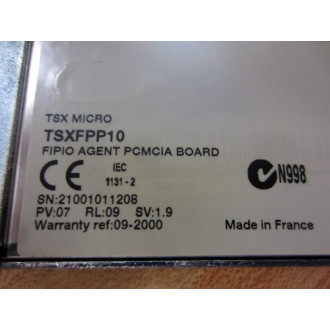 TSX MICRO
TSXFPP10
FIPIO AGENT PCMCIA BOARD
CE IEC 1131-2
N998
SN:21001011208
PV:07 RL:09 SV:1.9
Made in France
Warranty ref:09-2000